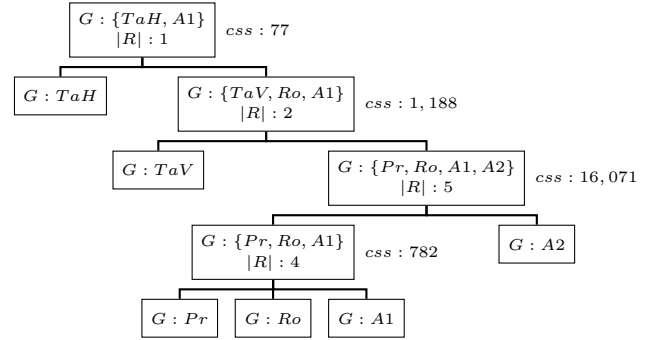 G : {TaH, A1}
|R| : 1
css : 77
G : TaH
G : {TaV, Ro, A1}
|R| : 2
css : 1, 188
G : TaV
G : {Pr, Ro, A1, A2}
|R| : 5
css : 16, 071
G : {Pr, Ro, A1}
|R| : 4
css : 782
G : A2
G : Pr
G : Ro
G : A1